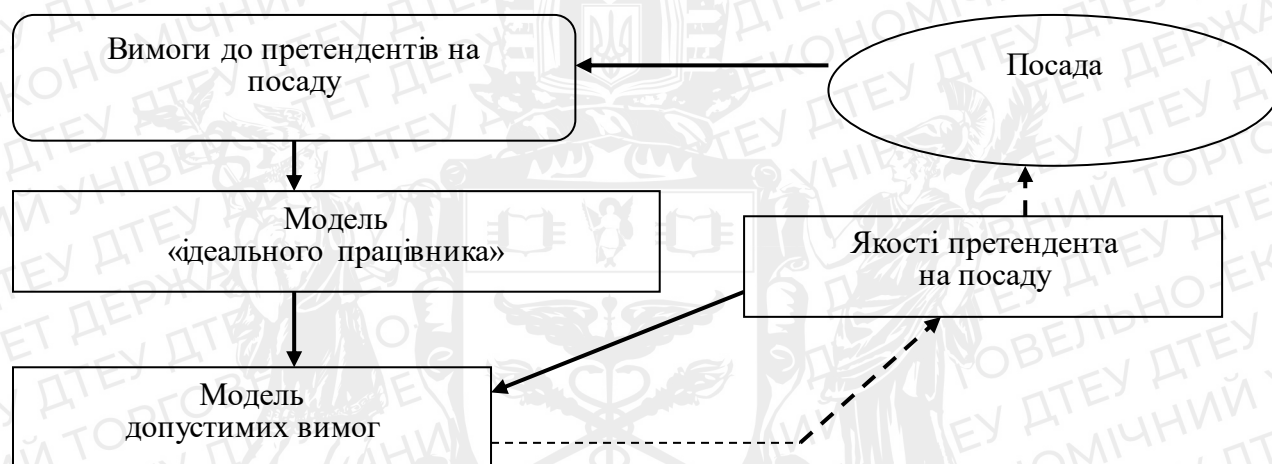 Вимоги до претендентів на
посаду
Посада
Модель
«ідеального працівника»
Якості претендента
на посаду
Модель
допустимих вимог